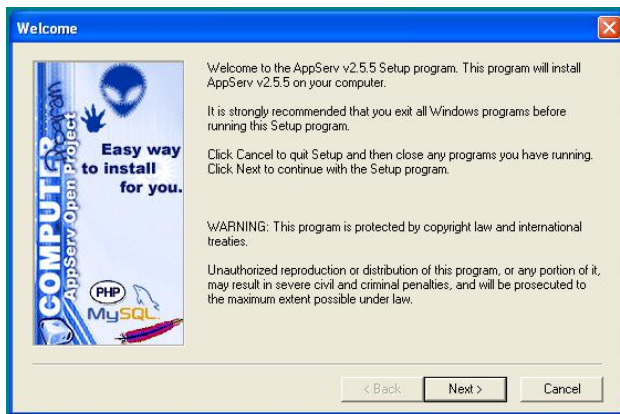 Welcome
Welcome to the AppServ v2.5.5 Setup program. This program will install
AppServ v2.5.5 on your computer.
It is strongly recommended that you exit all Windows programs before
running this Setup program.
Click Cancel to quit Setup and then close any programs you have running.
Click Next to continue with the Setup program.
WARNING: This program is protected by copyright law and international
treaties.
Unauthorized reproduction or distribution of this program, or any portion of it,
may result in severe civil and criminal penalties, and will be prosecuted to
the maximum extent possible under law.
COMPUTER
Program
AppServ Open Project
Easy way
to install
for you.
PHP
MySQL
< Back
Next >
Cancel